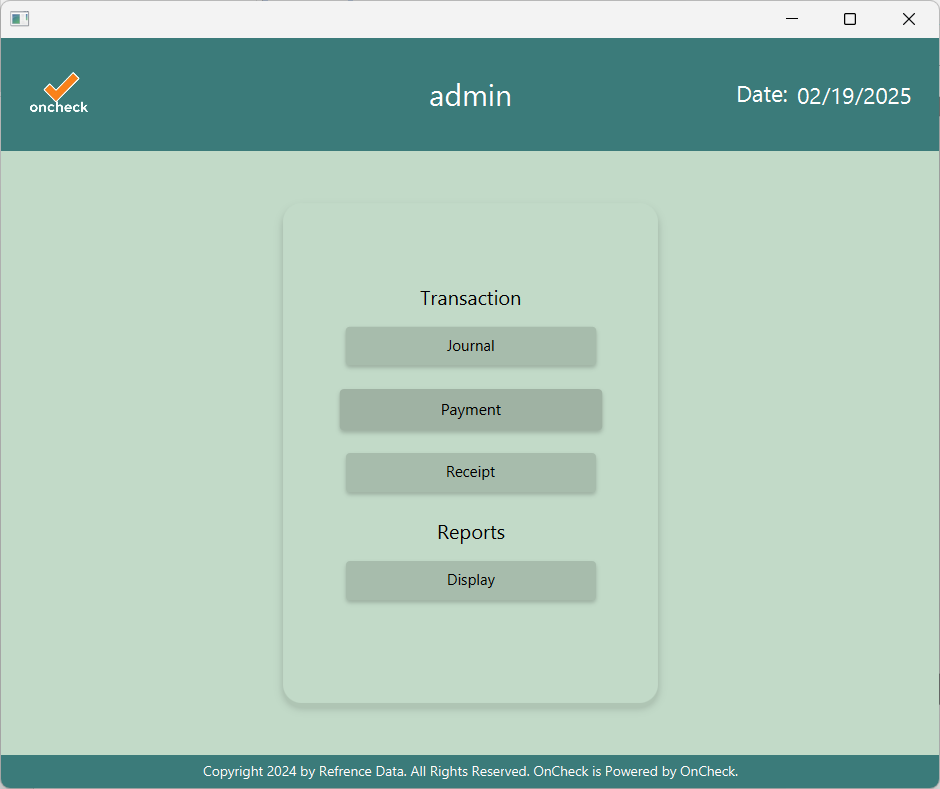 oncheck
admin
Date: 02/19/2025
Transaction
Journal
Payment
Receipt
Reports
Display
Copyright 2024 by Refrence Data. All Rights Reserved. OnCheck is Powered by OnCheck.